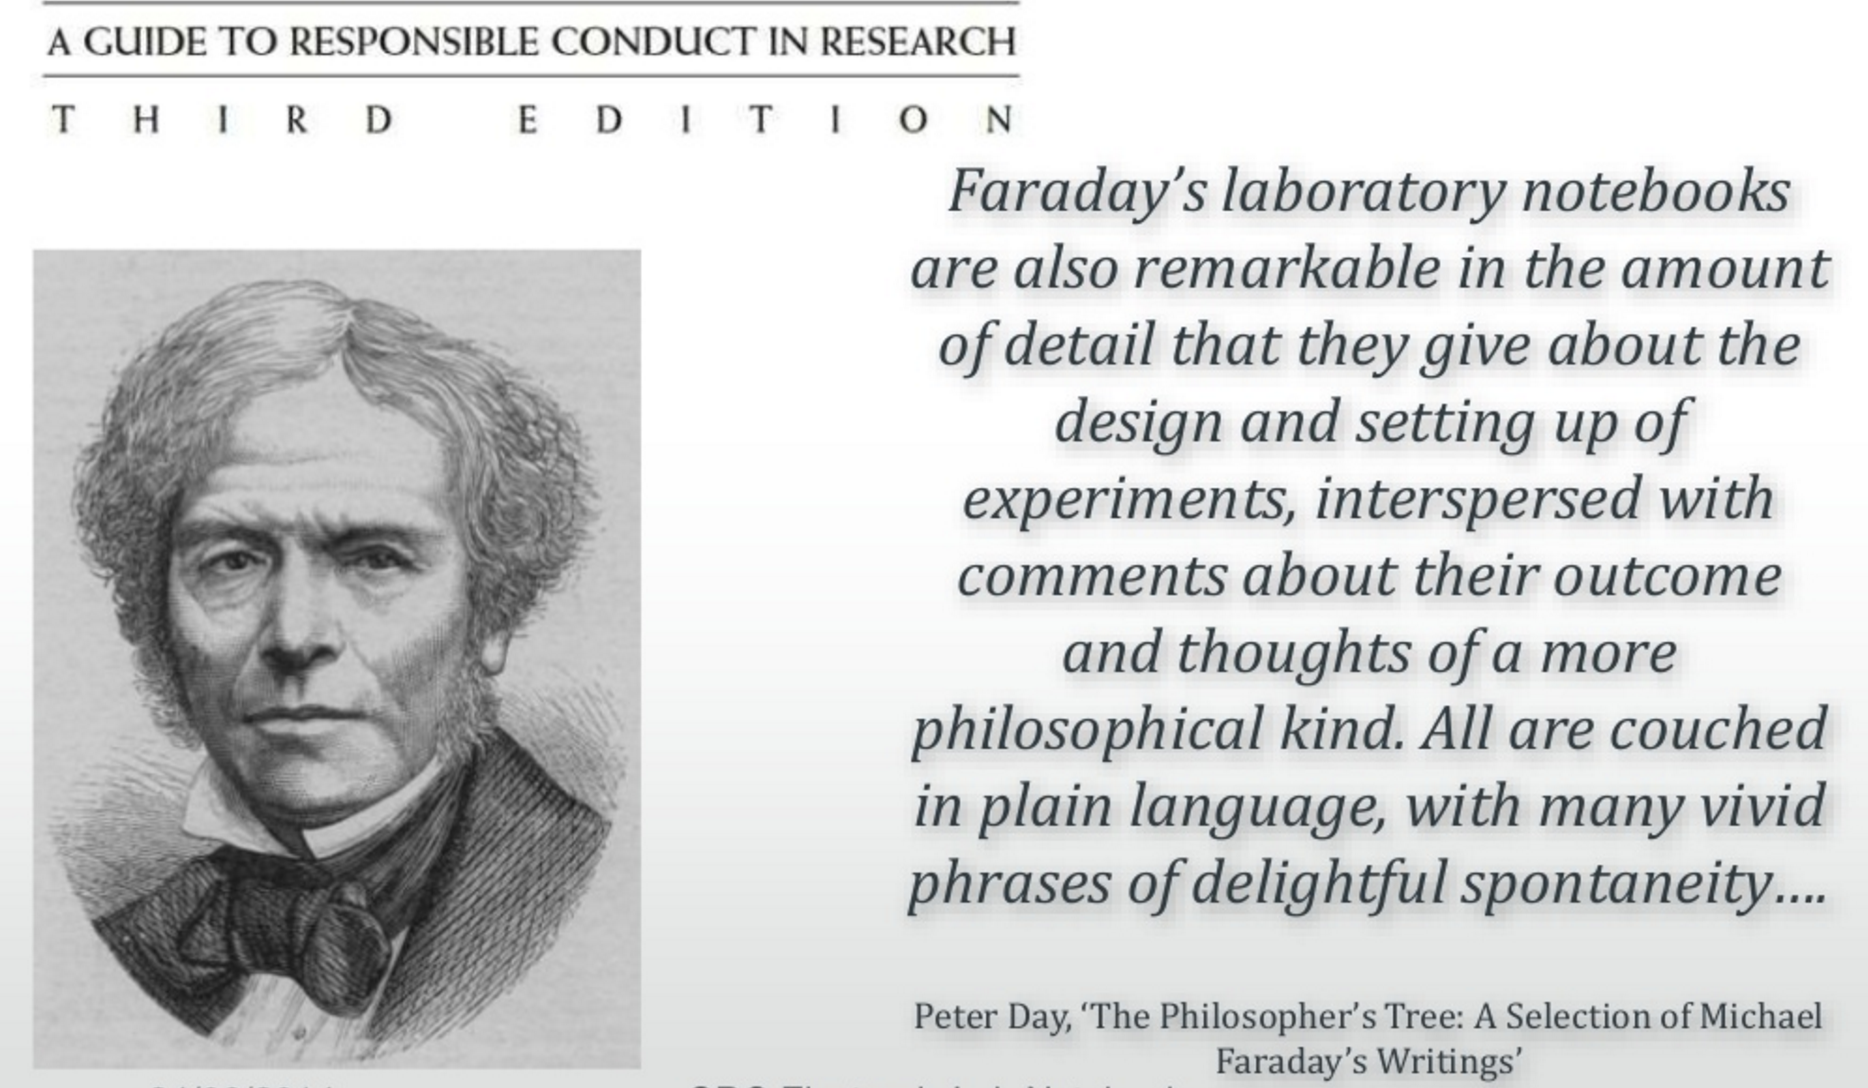 A GUIDE TO RESPONSIBLE CONDUCT IN RESEARCH
THIRD EDITION
Faraday’s laboratory notebooks
are also remarkable in the amount
of detail that they give about the
design and setting up of
experiments, interspersed with
comments about their outcome
and thoughts of a more
philosophical kind. All are couched
in plain language, with many vivid
phrases of delightful spontaneity....
Peter Day, ‘The Philosopher’s Tree: A Selection of Michael
Faraday’s Writings’